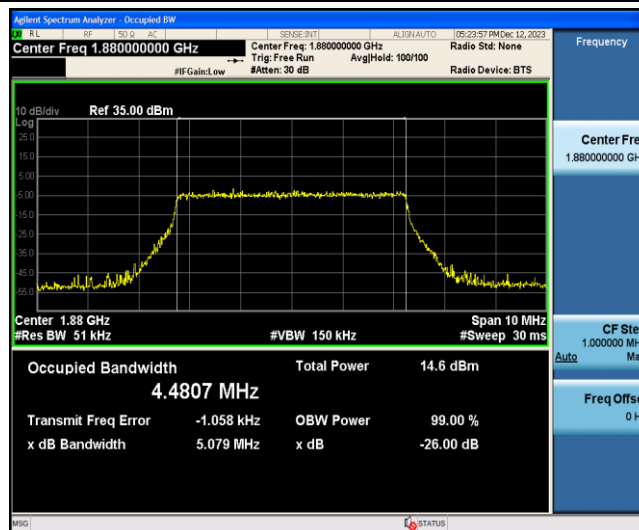 Agilent Spectrum Analyzer - Occupied BW
RL RF 50 Ω AC SENSE:INT ALIGNAUTO 05:23:57 PM Dec 12, 2023
Center Freq 1.880000000 GHz
Center Freq: 1.880000000 GHz Radio Std: None
Trig: Free Run Avg|Hold: 100/100
#IFGain:Low #Atten: 30 dB Radio Device: BTS
Frequency
10 dB/div Ref 35.00 dBm
Log
25.0
15.0
5.00
-5.00
-15.0
-25.0
-35.0
-45.0
-55.0
Center 1.88 GHz Span 10 MHz
#Res BW 51 kHz #VBW 150 kHz #Sweep 30 ms
Occupied Bandwidth Total Power 14.6 dBm
4.4807 MHz
Transmit Freq Error -1.058 kHz OBW Power 99.00 %
x dB Bandwidth 5.079 MHz x dB -26.00 dB
Center Fre
1.880000000 GH
CF Ste
1.000000 MH
Auto Ma
Freq Offse
0 H
MSG STATUS